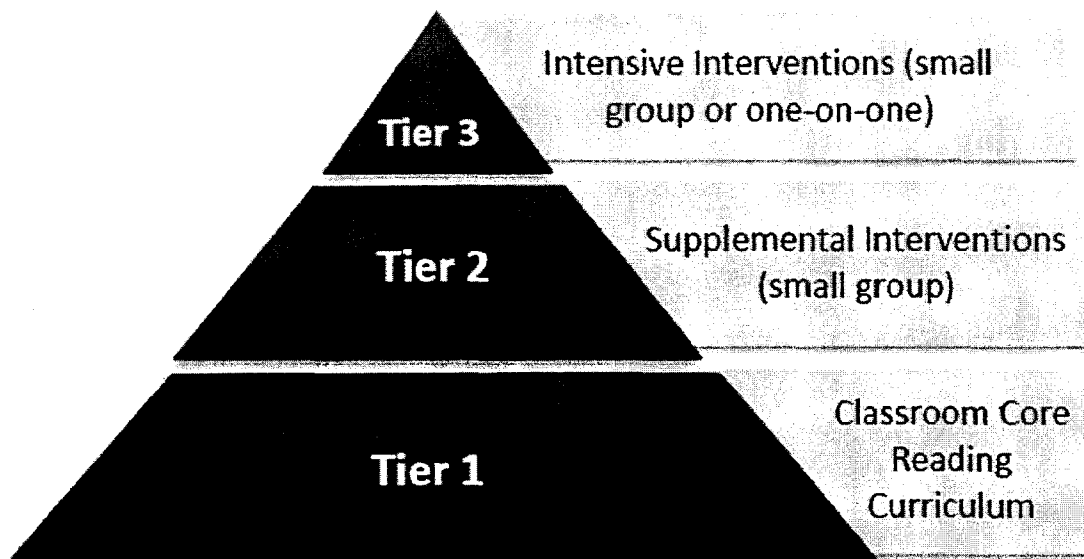 Intensive Interventions (small
group or one-on-one)
Tier 3
Supplemental Interventions
(small group)
Tier 2
Classroom Core
Reading
Curriculum
Tier 1